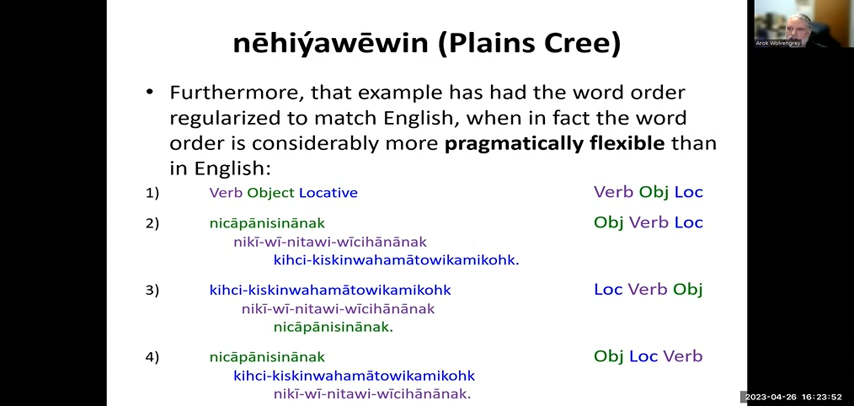 nēhiýawēwin (Plains Cree)
Arok Wolvengrey
• Furthermore, that example has had the word order
regularized to match English, when in fact the word
order is considerably more pragmatically flexible than
in English:
1) Verb Object Locative Verb Obj Loc
2) nicāpānisinānak Obj Verb Loc
nikī-wī-nitawi-wīcihānānak
kihci-kiskinwahamātowikamikohk.
3) kihci-kiskinwahamātowikamikohk Loc Verb Obj
nikī-wī-nitawi-wīcihānānak
nicāpānisinānak.
4) nicāpānisinānak Obj Loc Verb
kihci-kiskinwahamātowikamikohk
nikī-wī-nitawi-wīcihānānak.
2023-04-26 16:23:52